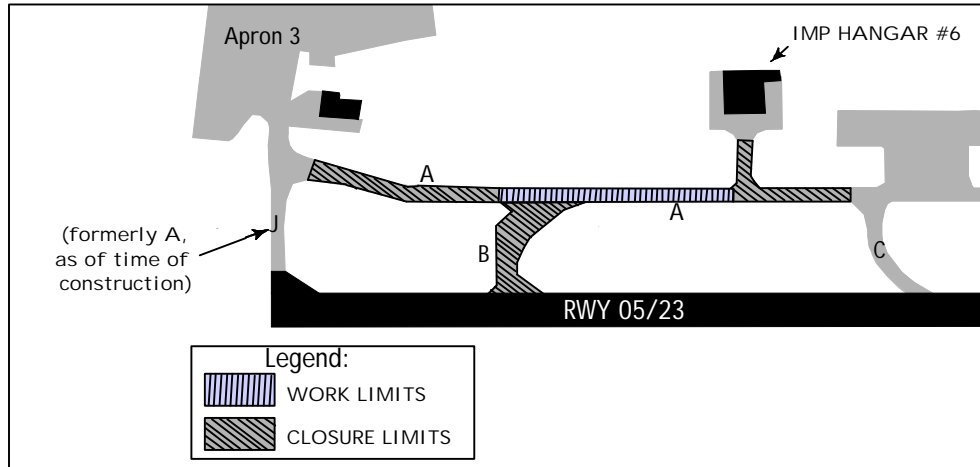 Apron 3
IMP HANGAR #6
A
A
J
(formerly A,
as of time of
construction)
B
C
RWY 05/23
Legend:
WORK LIMITS
CLOSURE LIMITS